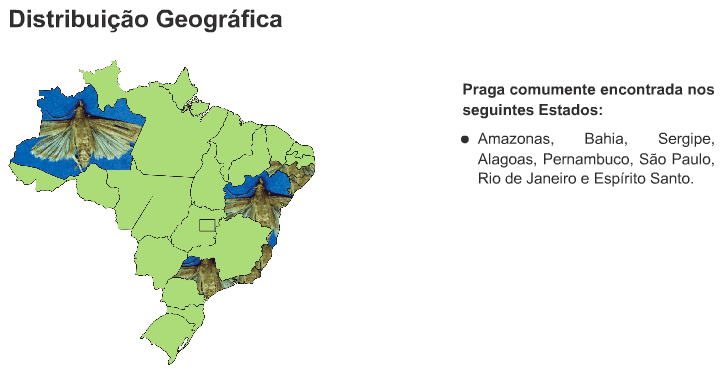 Distribuição Geográfica
Praga comumente encontrada nos
seguintes Estados:
● Amazonas, Bahia, Sergipe,
Alagoas, Pernambuco, São Paulo,
Rio de Janeiro e Espírito Santo.